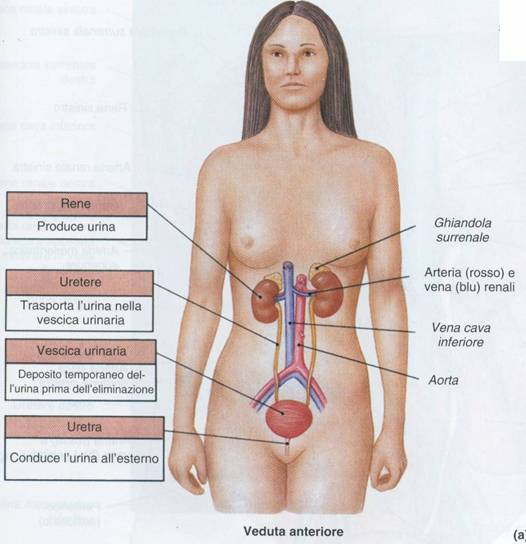 Rene
Produce urina
Uretere
Trasporta l'urina nella
vescica urinaria
Vescica urinaria
Deposito temporaneo del-
l'urina prima dell'eliminazione
Uretra
Conduce l'urina all'esterno
Ghiandola
surrenale
Arteria (rosso) e
vena (blu) renali
Vena cava
inferiore
Aorta
Veduta anteriore
(a)